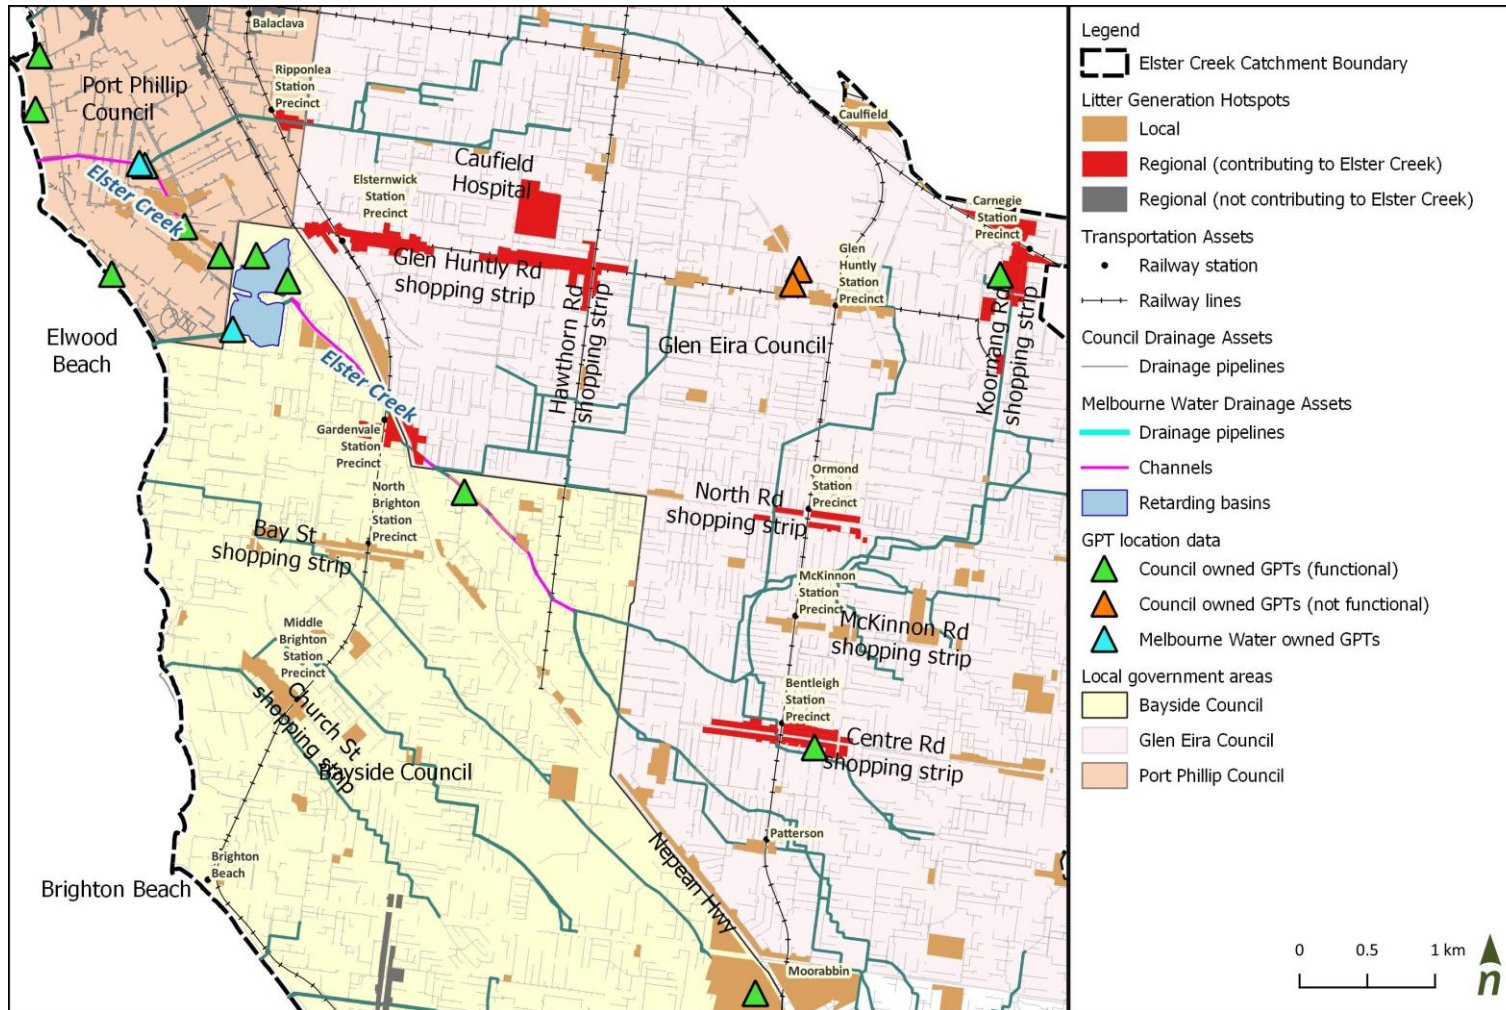 Balaclava
Port Phillip
Council
Ripponlea
Station
Precinct
Caulfield
Elster Creek
Caufield
Hospital
Elsternwick
Station
Precinct
Carnegie
Station
Precinct
Glen Huntly Rd
shopping strip
Glen
Huntly
Station
Precinct
Elwood
Beach
Hawthorn Rd
shopping strip
Glen Eira Council
Koornang Rd
shopping strip
Elster Creek
Gardenvale
Station
Precinct
North
Brighton
Station
Precinct
Ormond
Station
Precinct
North Rd
shopping strip
Bay St
shopping strip
McKinnon
Station
Precinct
McKinnon Rd
shopping strip
Middle
Brighton
Station
Precinct
Bentleigh
Station
Precinct
Church St
shopping stip
Centre Rd
shopping strip
Bayside Council
Nepean Hwy
Patterson
Brighton
Beach
Brighton Beach
Moorabbin
Legend
Elster Creek Catchment Boundary
Litter Generation Hotspots
Local
Regional (contributing to Elster Creek)
Regional (not contributing to Elster Creek)
Transportation Assets
Railway station
Railway lines
Council Drainage Assets
Drainage pipelines
Melbourne Water Drainage Assets
Drainage pipelines
Channels
Retarding basins
GPT location data
Council owned GPTs (functional)
Council owned GPTs (not functional)
Melbourne Water owned GPTs
Local government areas
Bayside Council
Glen Eira Council
Port Phillip Council
0 0.5 1 km
n